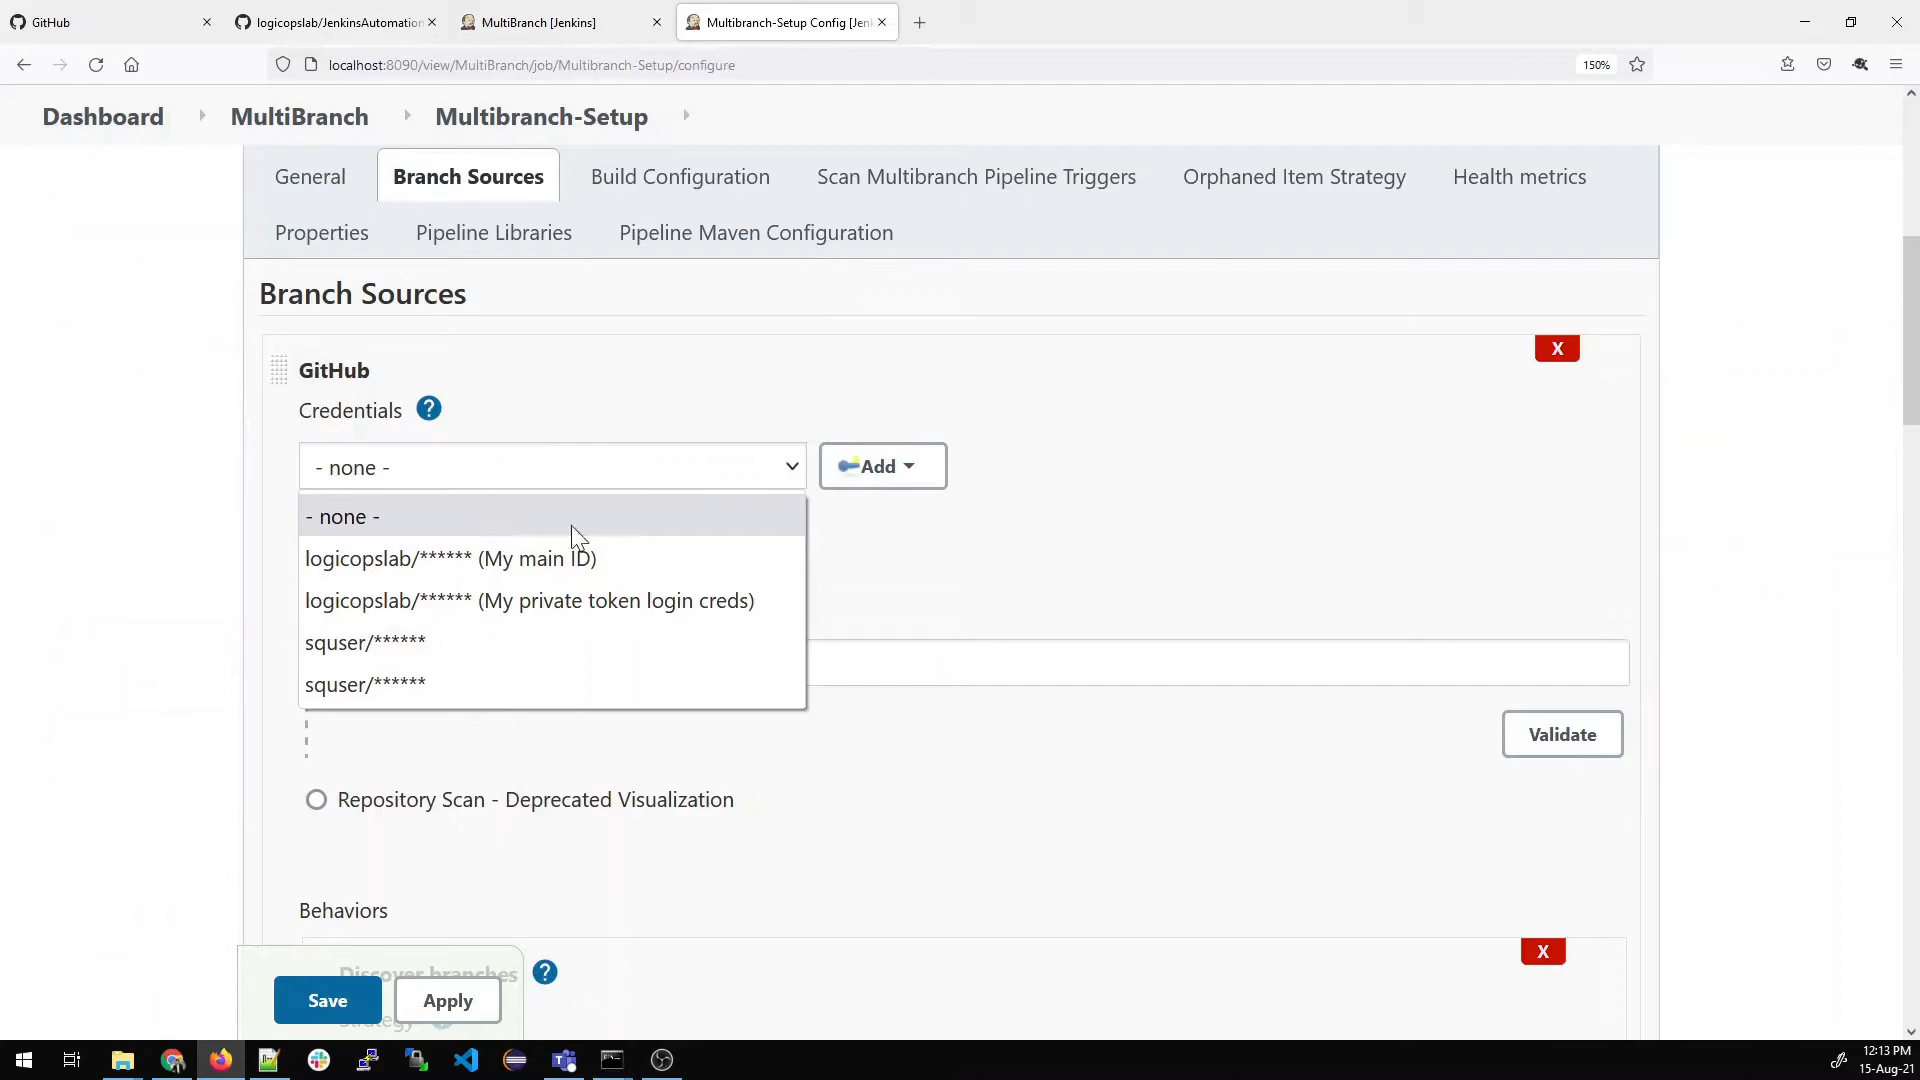 GitHub
logicopslab/JenkinsAutomation
MultiBranch [Jenkins]
Multibranch-Setup Config [Jen
localhost:8090/view/MultiBranch/job/Multibranch-Setup/configure
150%
Dashboard
MultiBranch
Multibranch-Setup
General
Branch Sources
Build Configuration
Scan Multibranch Pipeline Triggers
Orphaned Item Strategy
Health metrics
Properties
Pipeline Libraries
Pipeline Maven Configuration
Branch Sources
X
GitHub
Credentials ?
- none -
Add
- none -
logicopslab/****** (My main ID)
logicopslab/****** (My private token login creds)
squser/******
squser/******
Validate
Repository Scan - Deprecated Visualization
Behaviors
X
Discover branches ?
Save
Apply
Strategy
12:13 PM
15-Aug-21